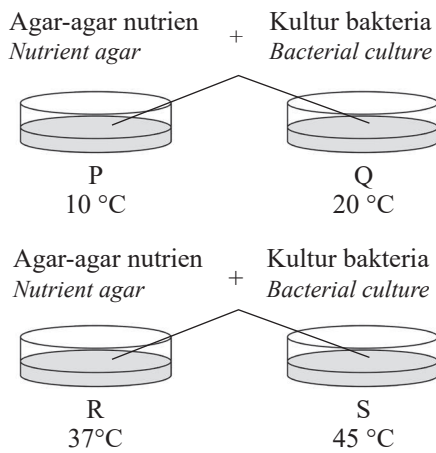 Agar-agar nutrien + Kultur bakteria
Nutrient agar Bacterial culture
P Q
10 °C 20 °C
Agar-agar nutrien + Kultur bakteria
Nutrient agar Bacterial culture
R S
37°C 45 °C